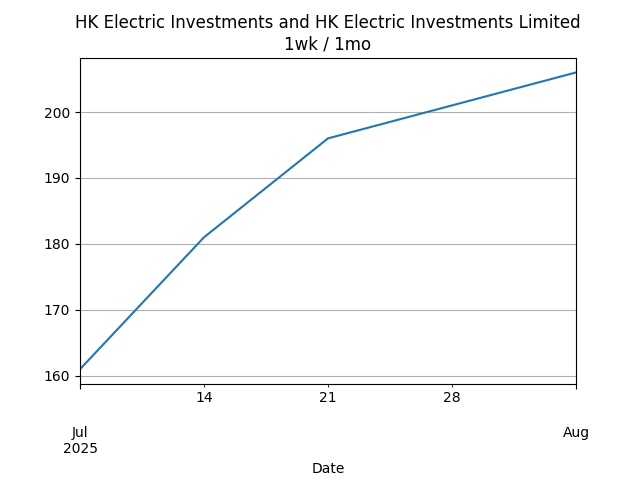 HK Electric Investments and HK Electric Investments Limited
1wk / 1mo
200
190
180
170
160
14
21
28
Jul
2025
Aug
Date